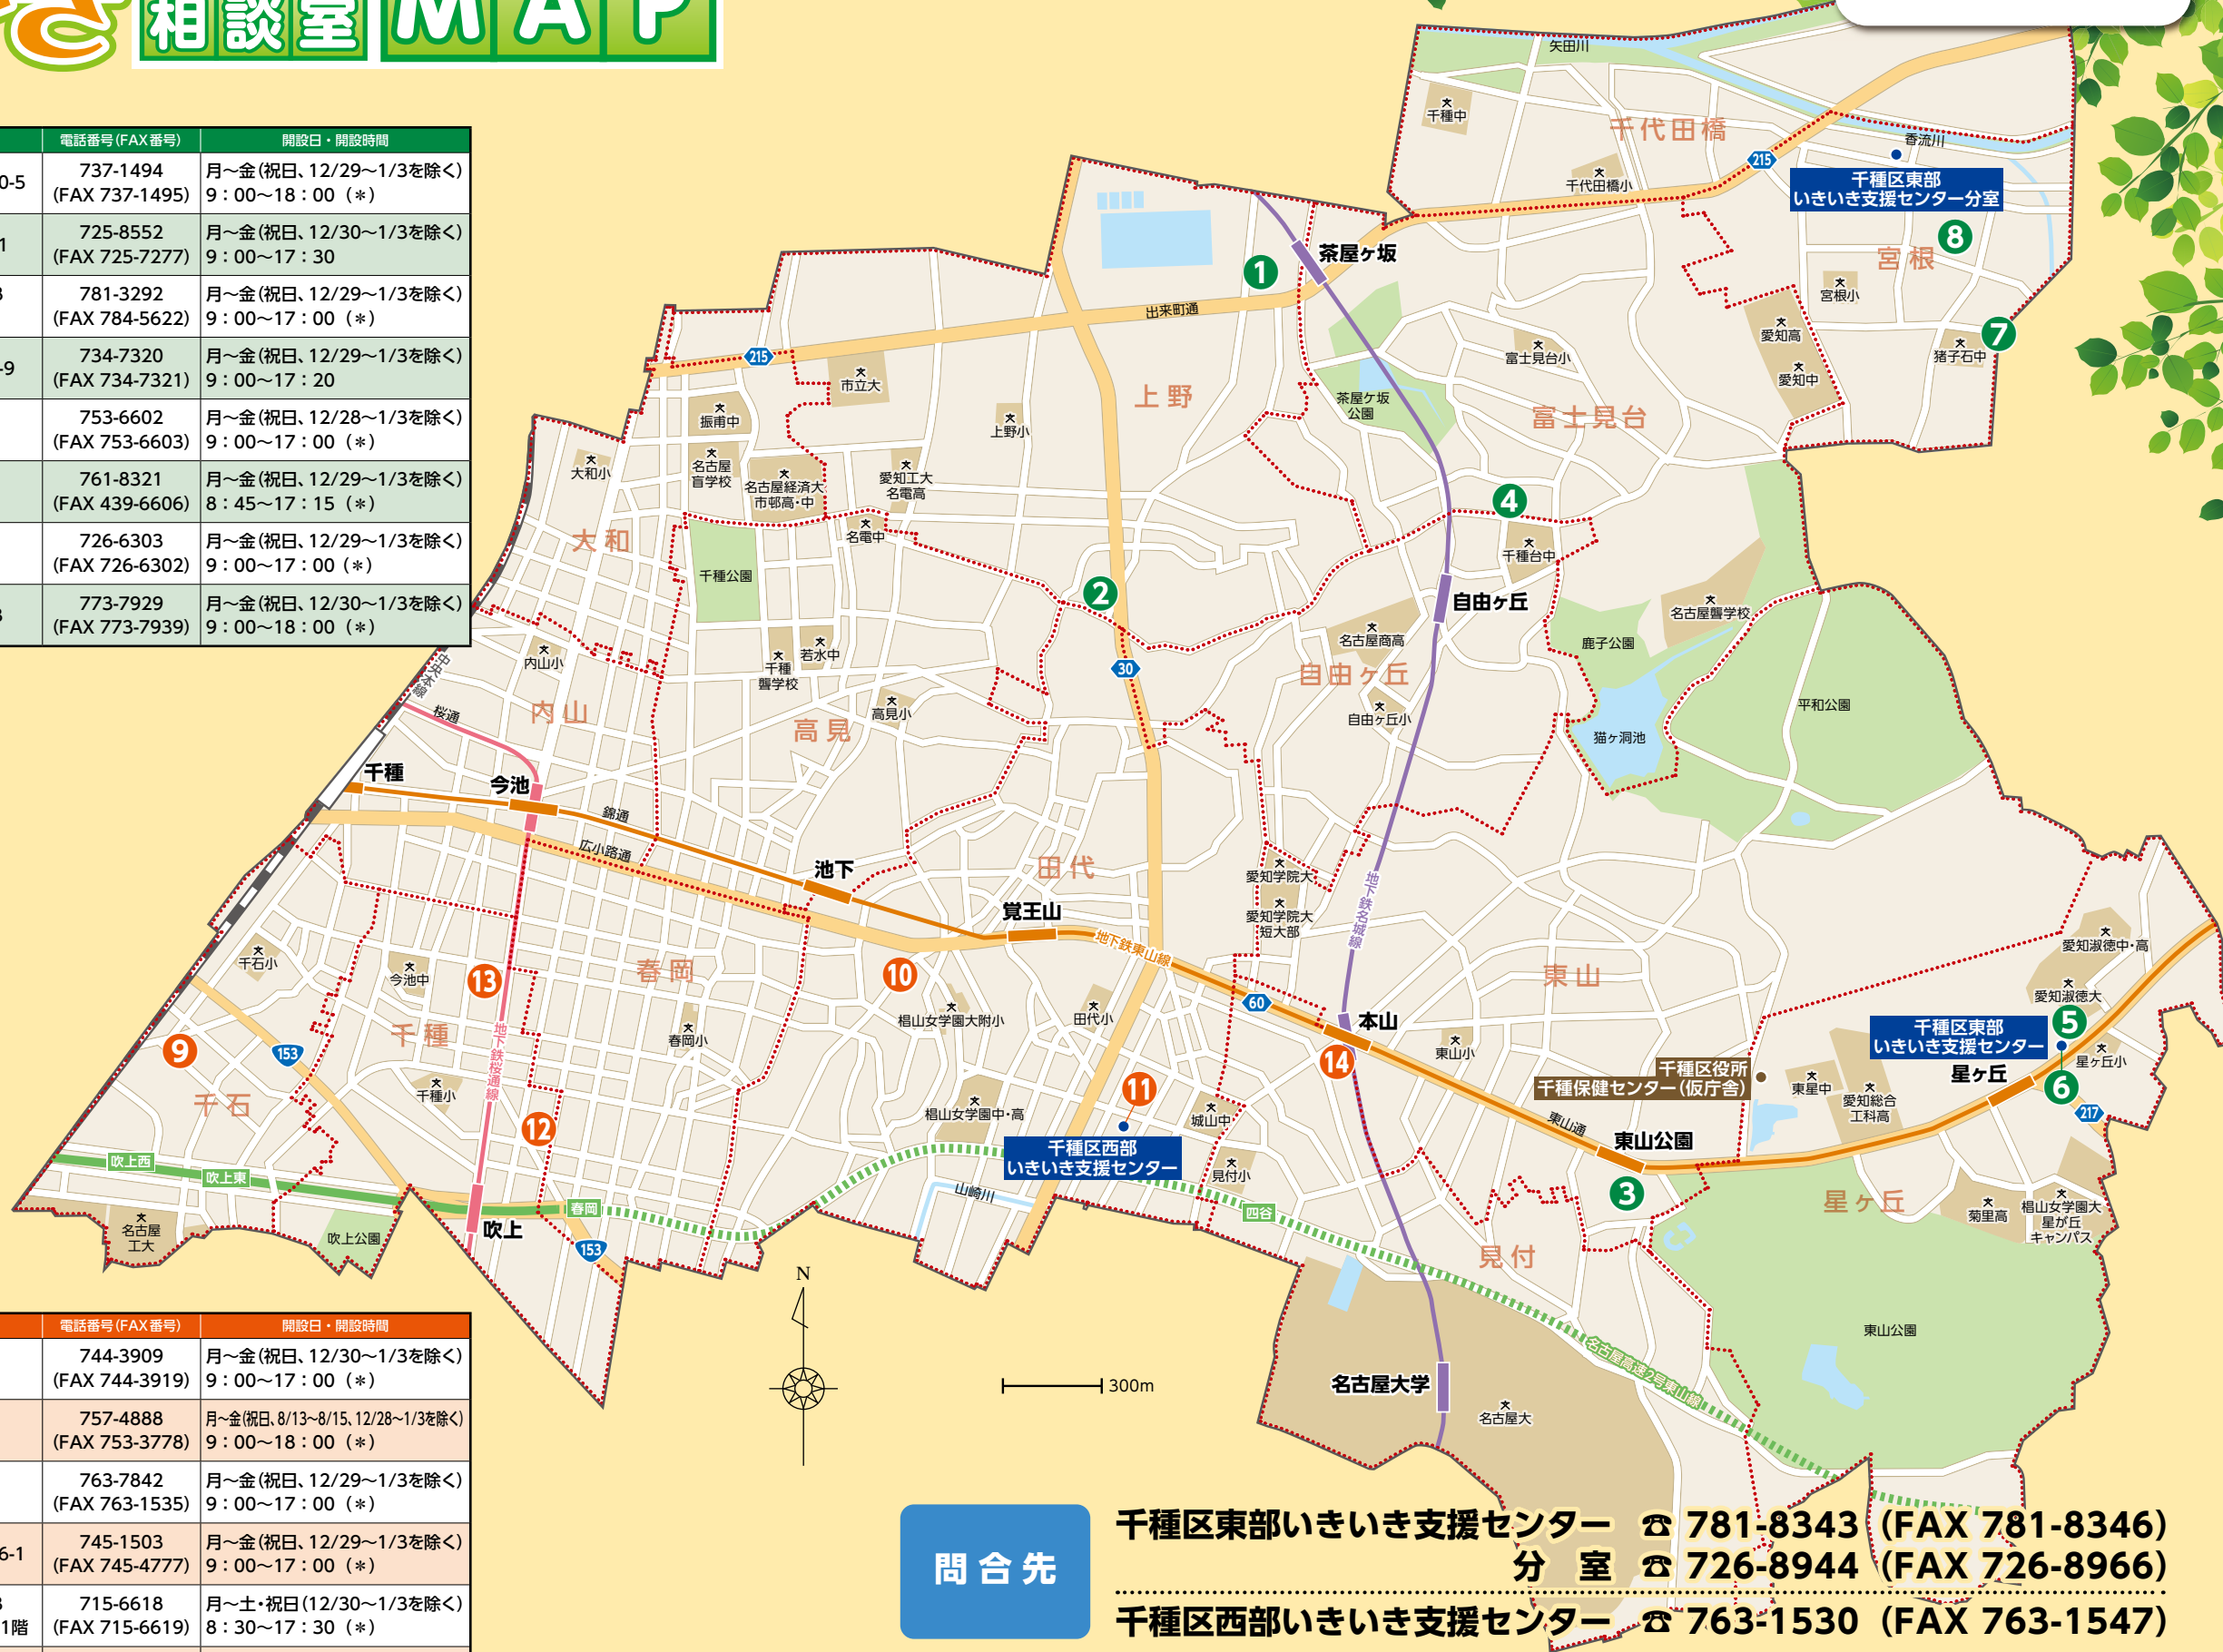 相談室 MAP
電話番号(FAX番号) 開設日・開設時間
0-5 737-1494 月～金(祝日、12/29～1/3を除く)
(FAX 737-1495) 9：00～18：00（＊）
1 725-8552 月～金(祝日、12/30～1/3を除く)
(FAX 725-7277) 9：00～17：30
781-3292 月～金(祝日、12/29～1/3を除く)
(FAX 784-5622) 9：00～17：00（＊）
-9 734-7320 月～金(祝日、12/29～1/3を除く)
(FAX 734-7321) 9：00～17：20
753-6602 月～金(祝日、12/28～1/3を除く)
(FAX 753-6603) 9：00～17：00（＊）
761-8321 月～金(祝日、12/29～1/3を除く)
(FAX 439-6606) 8：45～17：15（＊）
726-6303 月～金(祝日、12/29～1/3を除く)
(FAX 726-6302) 9：00～17：00（＊）
773-7929 月～金(祝日、12/30～1/3を除く)
(FAX 773-7939) 9：00～18：00（＊）
矢田川
千種中
千代田橋
千代田橋小
215
香流川
千種区東部
いきいき支援センター分室
8
宮根
宮根小
7
猪子石中
愛知高
愛知中
茶屋ヶ坂
1
出来町通
215
市立大
上野
上野小
茶屋ケ坂
公園
富士見台小
富士見台
振甫中
大和小
名古屋
盲学校
名古屋経済大
市邨高・中
愛知工大
名電高
名電中
大和
千種公園
4
千種台中
2
自由ヶ丘
名古屋聾学校
鹿子公園
名古屋商高
自由ヶ丘
自由ヶ丘小
平和公園
猫ヶ洞池
30
内山小
千種
聾学校
若水中
高見小
高見
内山
中央本線
桜通
千種
今池
錦通
広小路通
池下
田代
覚王山
地下鉄東山線
愛知学院大
愛知学院大
短大部
地下鉄名城線
60
本山
14
東山
東山小
愛知淑徳中・高
愛知淑徳大
5
千種区東部
いきいき支援センター
星ヶ丘小
星ヶ丘
6
217
千種区役所
千種保健センター(仮庁舎)
東星中
愛知総合
工科高
東山通
東山公園
3
星ヶ丘
菊里高
椙山女学園大
星が丘
キャンパス
千石小
今池中
13
春岡
10
椙山女学園大附小
田代小
春岡小
千種
地下鉄桜通線
9
153
千種小
千石
12
椙山女学園中・高
11
城山中
千種区西部
いきいき支援センター
見付小
山崎川
四谷
見付
吹上西
吹上東
春岡
名古屋
工大
吹上公園
吹上
153
N
300m
名古屋大学
名古屋大
名古屋高速2号東山線
東山公園
電話番号(FAX番号) 開設日・開設時間
744-3909 月～金(祝日、12/30～1/3を除く)
(FAX 744-3919) 9：00～17：00（＊）
757-4888 月～金(祝日、8/13～8/15、12/28～1/3を除く)
(FAX 753-3778) 9：00～18：00（＊）
763-7842 月～金(祝日、12/29～1/3を除く)
(FAX 763-1535) 9：00～17：00（＊）
6-1 745-1503 月～金(祝日、12/29～1/3を除く)
(FAX 745-4777) 9：00～17：00（＊）
715-6618 月～土・祝日(12/30～1/3を除く)
1階 (FAX 715-6619) 8：30～17：30（＊）
問合先
千種区東部いきいき支援センター ☎ 781-8343 (FAX 781-8346)
分 室 ☎ 726-8944 (FAX 726-8966)
千種区西部いきいき支援センター ☎ 763-1530 (FAX 763-1547)